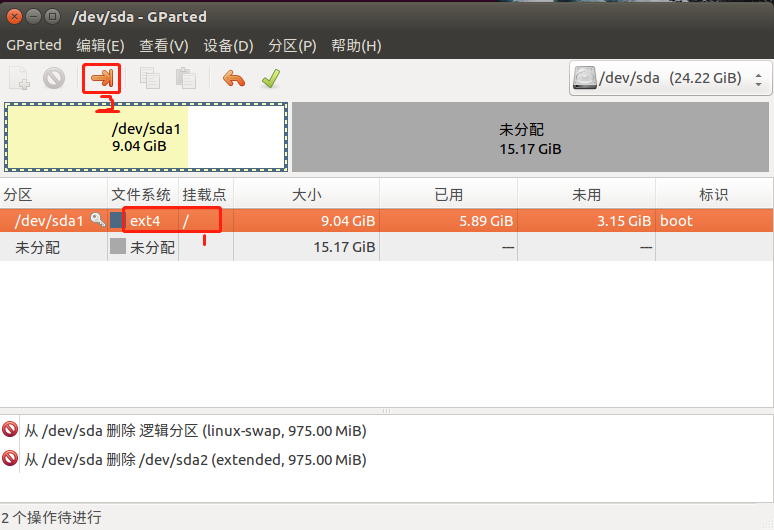 /dev/sda - GParted
GParted 编辑(E) 查看(V) 设备(D) 分区(P) 帮助(H)
/dev/sda (24.22 GiB)
2
/dev/sda1
9.04 GiB
未分配
15.17 GiB
分区 文件系统 挂载点 大小 已用 未用 标识
/dev/sda1 ext4 / 9.04 GiB 5.89 GiB 3.15 GiB boot
1
未分配 未分配 15.17 GiB --- ---
从 /dev/sda 删除 逻辑分区 (linux-swap, 975.00 MiB)
从 /dev/sda 删除 /dev/sda2 (extended, 975.00 MiB)
2 个操作待进行